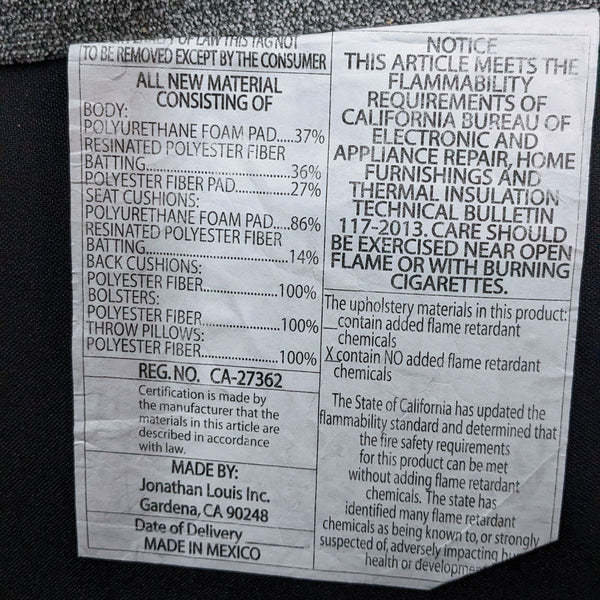 OF LAW THIS TAG NOT
TO BE REMOVED EXCEPT BY THE CONSUMER
ALL NEW MATERIAL
CONSISTING OF
BODY:
POLYURETHANE FOAM PAD....37%
RESINATED POLYESTER FIBER
BATTING..............................36%
POLYESTER FIBER PAD.........27%
SEAT CUSHIONS:
POLYURETHANE FOAM PAD....86%
RESINATED POLYESTER FIBER
BATTING..............................14%
BACK CUSHIONS:
POLYESTER FIBER................100%
BOLSTERS:
POLYESTER FIBER................100%
THROW PILLOWS:
POLYESTER FIBER................100%
REG. NO. CA-27362
Certification is made by
the manufacturer that the
materials in this article are
described in accordance
with law.
MADE BY:
Jonathan Louis Inc.
Gardena, CA 90248
Date of Delivery
MADE IN MEXICO
NOTICE
THIS ARTICLE MEETS THE
FLAMMABILITY
REQUIREMENTS OF
CALIFORNIA BUREAU OF
ELECTRONIC AND
APPLIANCE REPAIR, HOME
FURNISHINGS AND
THERMAL INSULATION
TECHNICAL BULLETIN
117-2013. CARE SHOULD
BE EXERCISED NEAR OPEN
FLAME OR WITH BURNING
CIGARETTES.
The upholstery materials in this product:
__contain added flame retardant
chemicals
X contain NO added flame retardant
chemicals
The State of California has updated the
flammability standard and determined that
the fire safety requirements
for this product can be met
without adding flame retardant
chemicals. The state has
identified many flame retardant
chemicals as being known to, or strongly
suspected of, adversely impacting
health or